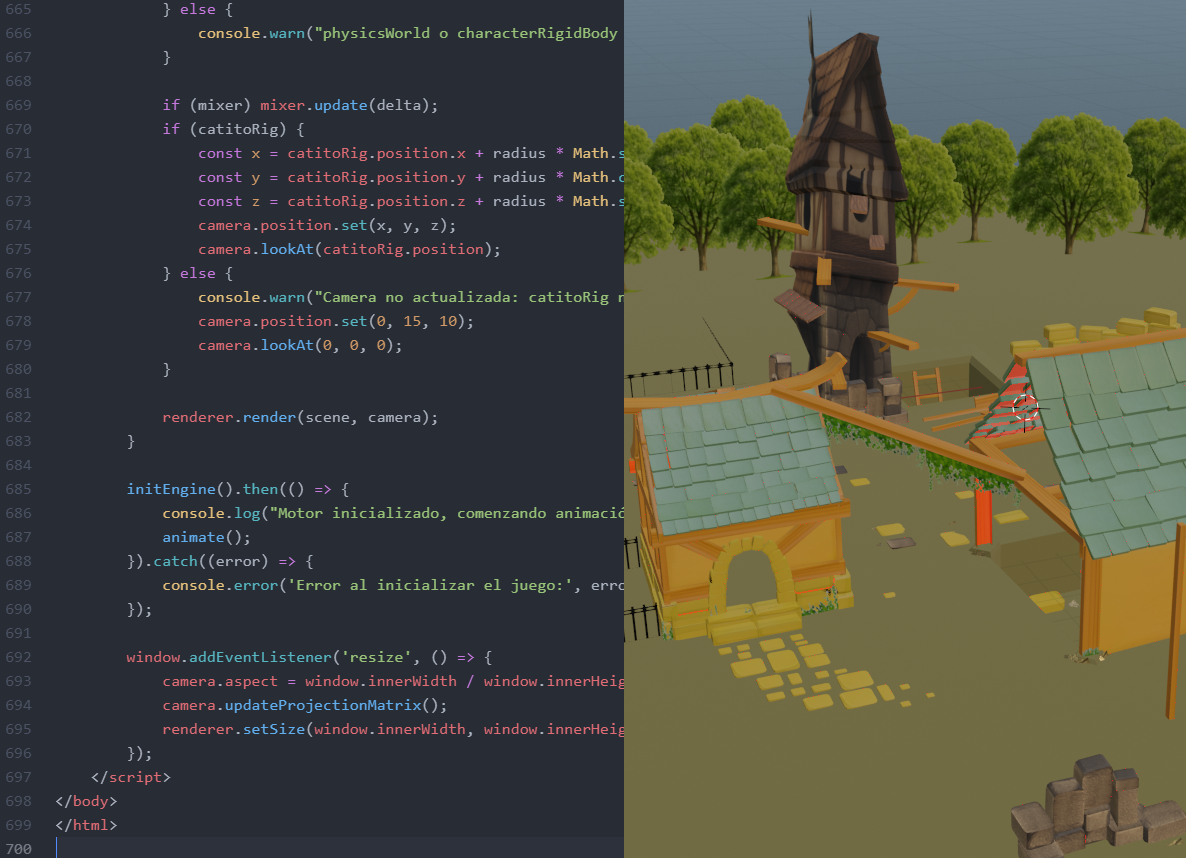 665 } else {
666 console.warn("physicsWorld o characterRigidBody
667 }
668
669 if (mixer) mixer.update(delta);
670 if (catitoRig) {
671 const x = catitoRig.position.x + radius * Math.s
672 const y = catitoRig.position.y + radius * Math.c
673 const z = catitoRig.position.z + radius * Math.s
674 camera.position.set(x, y, z);
675 camera.lookAt(catitoRig.position);
676 } else {
677 console.warn("Camera no actualizada: catitoRig n
678 camera.position.set(0, 15, 10);
679 camera.lookAt(0, 0, 0);
680 }
681
682 renderer.render(scene, camera);
683 }
684
685 initEngine().then(() => {
686 console.log("Motor inicializado, comenzando animació
687 animate();
688 }).catch((error) => {
689 console.error('Error al inicializar el juego:', erro
690 });
691
692 window.addEventListener('resize', () => {
693 camera.aspect = window.innerWidth / window.innerHeig
694 camera.updateProjectionMatrix();
695 renderer.setSize(window.innerWidth, window.innerHeig
696 });
697 </script>
698 </body>
699 </html>
700